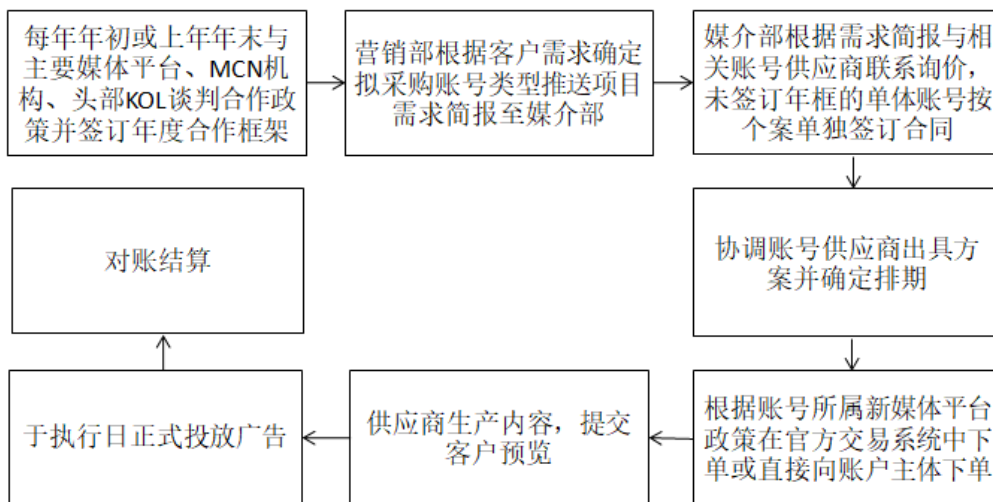 每年年初或上年年末与
主要媒体平台、MCN机
构、头部KOL谈判合作政
策并签订年度合作框架
营销部根据客户需求确定
拟采购账号类型推送项目
需求简报至媒介部
媒介部根据需求简报与相
关账号供应商联系询价，
未签订年框的单体账号按
个案单独签订合同
协调账号供应商出具方
案并确定排期
根据账号所属新媒体平台
政策在官方交易系统中下
单或直接向账户主体下单
供应商生产内容，提交
客户预览
于执行日正式投放广告
对账结算